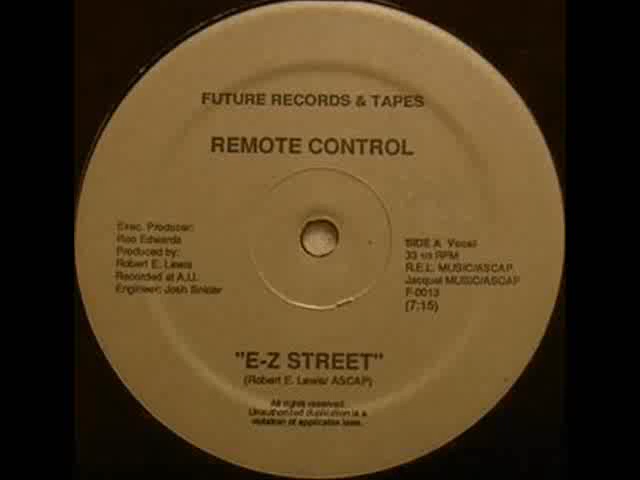 FUTURE RECORDS & TAPES
REMOTE CONTROL
Exec. Producer:
Ron Edwards
Produced by:
Robert E. Lewis
Recorded at A.U.
Engineer: Josh Snider
SIDE A Vocal
33 1/3 RPM
R.E.L. MUSIC/ASCAP
Jacquel MUSIC/ASCAP
F-0013
(7:15)
"E-Z STREET"
(Robert E. Lewis/ ASCAP)
All rights reserved.
Unauthorized duplication is a
violation of applicable laws.